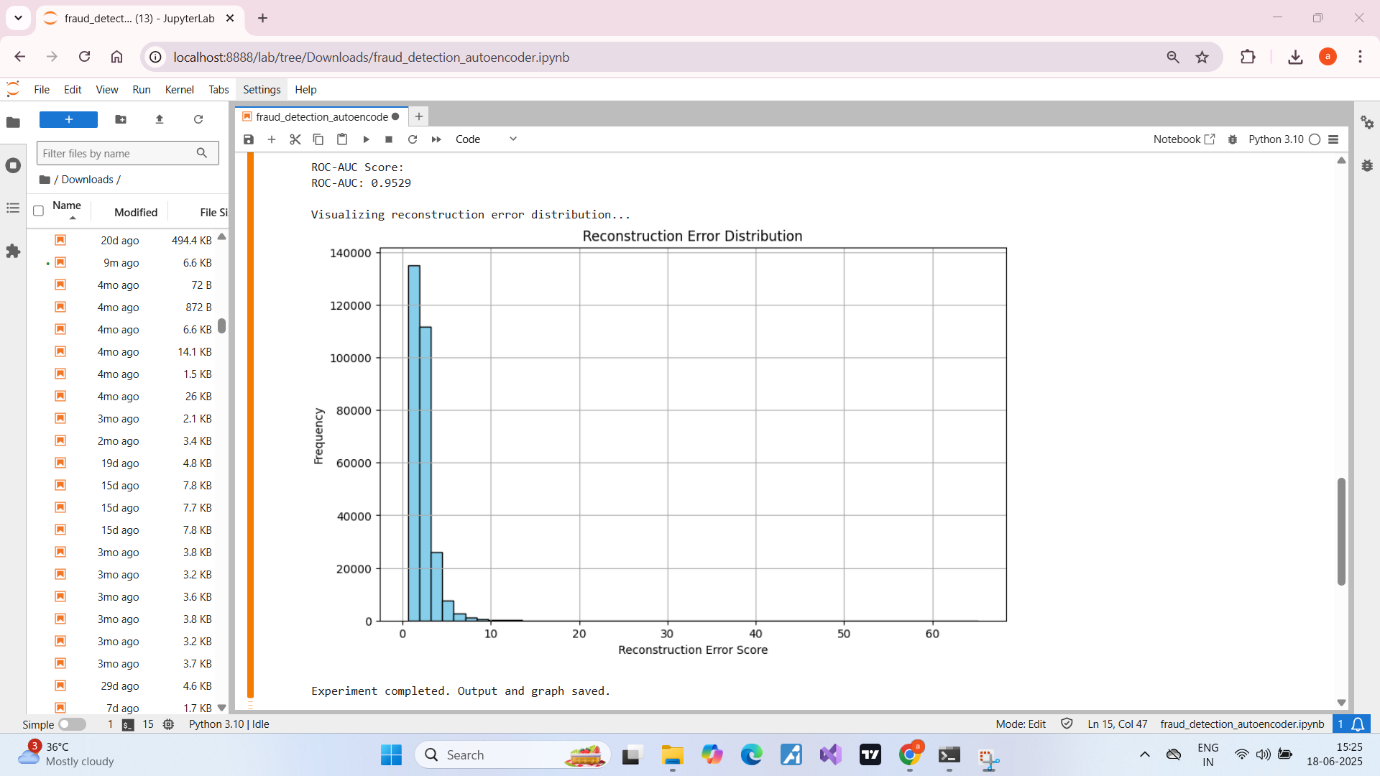 fraud_detect... (13) - JupyterLab
localhost:8888/lab/tree/Downloads/fraud_detection_autoencoder.ipynb
a
File Edit View Run Kernel Tabs Settings Help
fraud_detection_autoencode
Code
Notebook
Python 3.10
Filter files by name
/ Downloads /
Name Modified File Si
20d ago 494.4 KB
9m ago 6.6 KB
4mo ago 72 B
4mo ago 872 B
4mo ago 6.6 KB
4mo ago 14.1 KB
4mo ago 1.5 KB
4mo ago 26 KB
3mo ago 2.1 KB
2mo ago 3.4 KB
19d ago 4.8 KB
15d ago 7.8 KB
15d ago 7.7 KB
15d ago 7.8 KB
3mo ago 3.8 KB
3mo ago 3.2 KB
3mo ago 3.6 KB
3mo ago 3.8 KB
3mo ago 3.2 KB
3mo ago 3.7 KB
29d ago 4.6 KB
7d ago 1.7 KB
ROC-AUC Score:
ROC-AUC: 0.9529
Visualizing reconstruction error distribution...
Reconstruction Error Distribution
140000
120000
100000
80000
60000
40000
20000
0
Frequency
0 10 20 30 40 50 60
Reconstruction Error Score
Experiment completed. Output and graph saved.
Simple 1 15 Python 3.10 | Idle
Mode: Edit Ln 15, Col 47 fraud_detection_autoencoder.ipynb 1
3
36°C
Mostly cloudy
Search
a
ENG
IN
15:25
18-06-2025